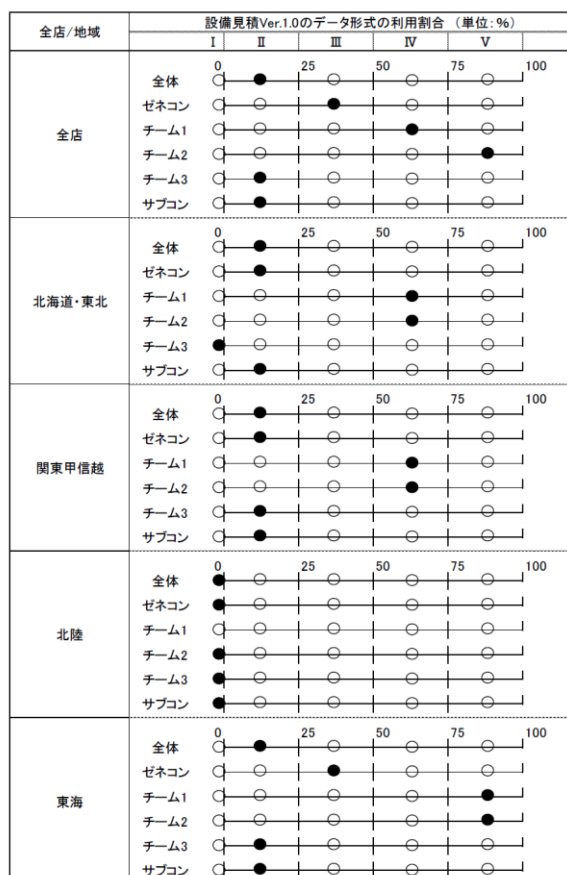 全店/地域
設備見積Ver.1.0のデータ形式の利用割合 （単位：％）
Ⅰ Ⅱ Ⅲ Ⅳ Ⅴ
全店
0 25 50 75 100
全体
ゼネコン
チーム1
チーム2
チーム3
サブコン
北海道・東北
0 25 50 75 100
全体
ゼネコン
チーム1
チーム2
チーム3
サブコン
関東甲信越
0 25 50 75 100
全体
ゼネコン
チーム1
チーム2
チーム3
サブコン
北陸
0 25 50 75 100
全体
ゼネコン
チーム1
チーム2
チーム3
サブコン
東海
0 25 50 75 100
全体
ゼネコン
チーム1
チーム2
チーム3
サブコン